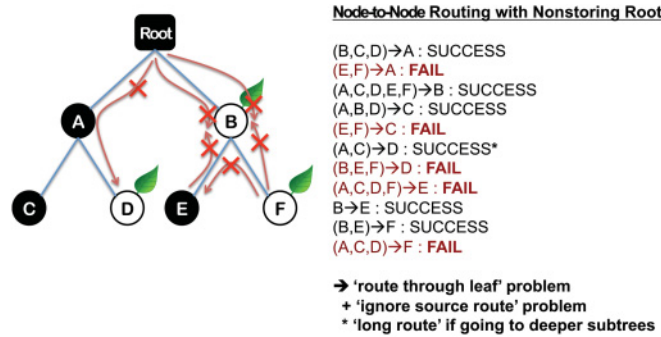 Root
A
B
C
D
E
F
Node-to-Node Routing with Nonstoring Root
(B,C,D)→A : SUCCESS
(E,F)→A : FAIL
(A,C,D,E,F)→B : SUCCESS
(A,B,D)→C : SUCCESS
(E,F)→C : FAIL
(A,C)→D : SUCCESS*
(B,E,F)→D : FAIL
(A,C,D,F)→E : FAIL
B→E : SUCCESS
(B,E)→F : SUCCESS
(A,C,D)→F : FAIL
➔ ‘route through leaf’ problem
+ ‘ignore source route’ problem
* ‘long route’ if going to deeper subtrees